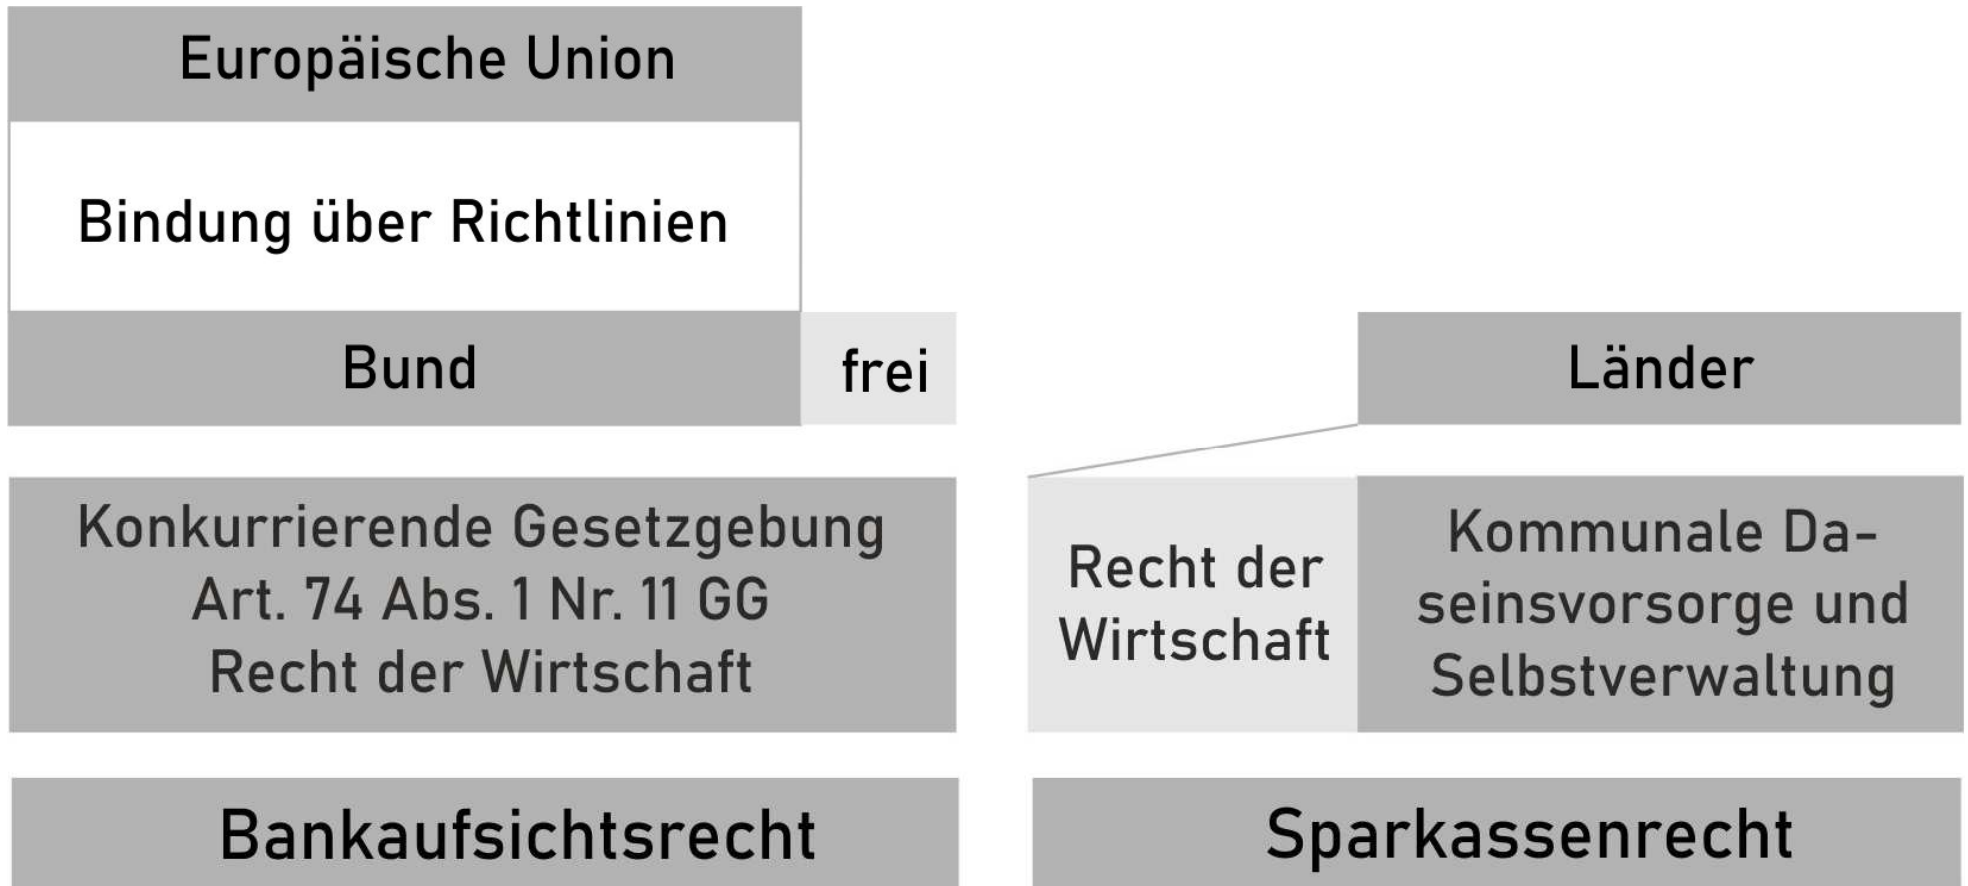 Europäische Union
Bindung über Richtlinien
Bund
frei
Länder
Konkurrierende Gesetzgebung
Art. 74 Abs. 1 Nr. 11 GG
Recht der Wirtschaft
Recht der
Wirtschaft
Kommunale Da-
seinsvorsorge und
Selbstverwaltung
Bankaufsichtsrecht
Sparkassenrecht